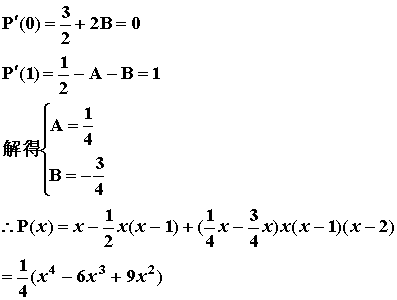 P′(0) = 3/2 + 2B = 0
P′(1) = 1/2 − A − B = 1
解得 { A = 1/4
B = −3/4
∴ P(x) = x − 1/2 x(x − 1) + (1/4 x − 3/4 x)x(x − 1)(x − 2)
= 1/4 (x⁴ − 6x³ + 9x²)